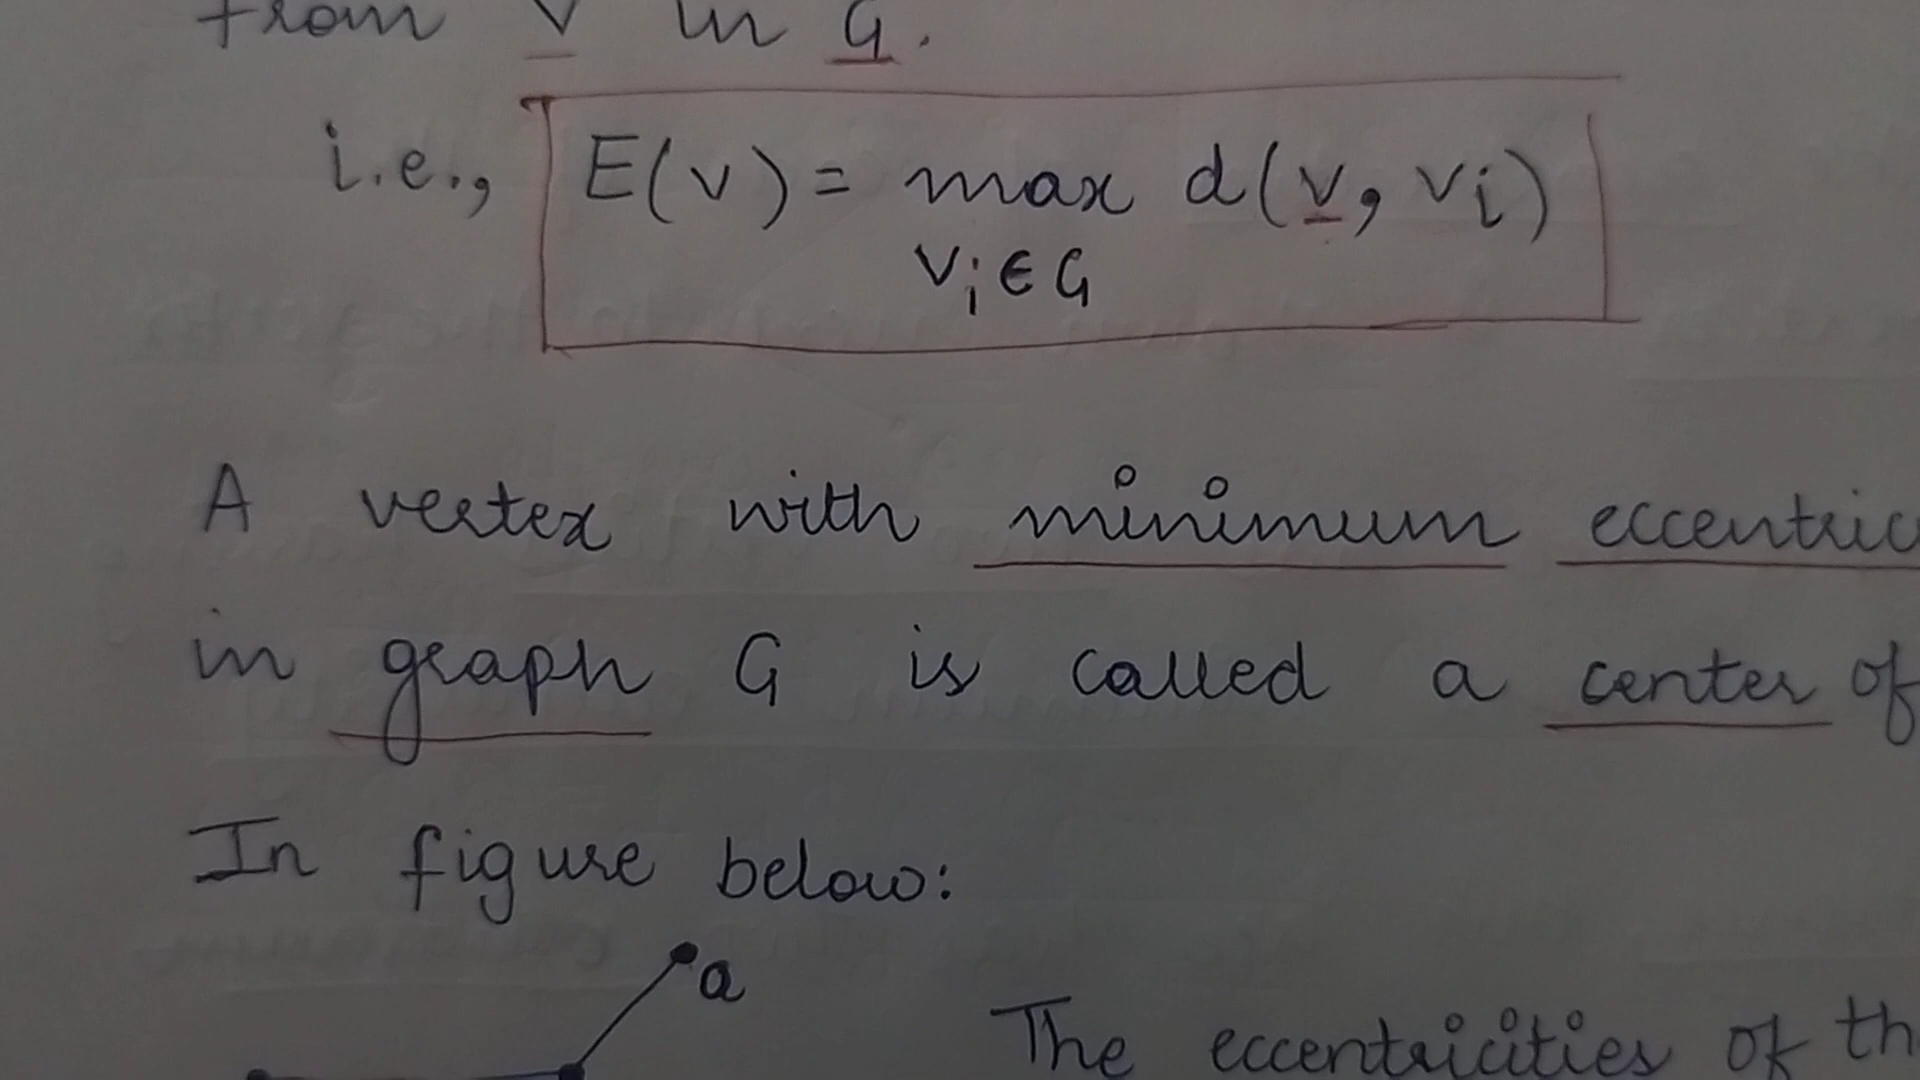 from v in G.
i.e., E(v) = max d(v, vi)
vi ∈ G
A vertex with minimum eccentric
in graph G is called a center of
In figure below:
a
The eccentricities of th